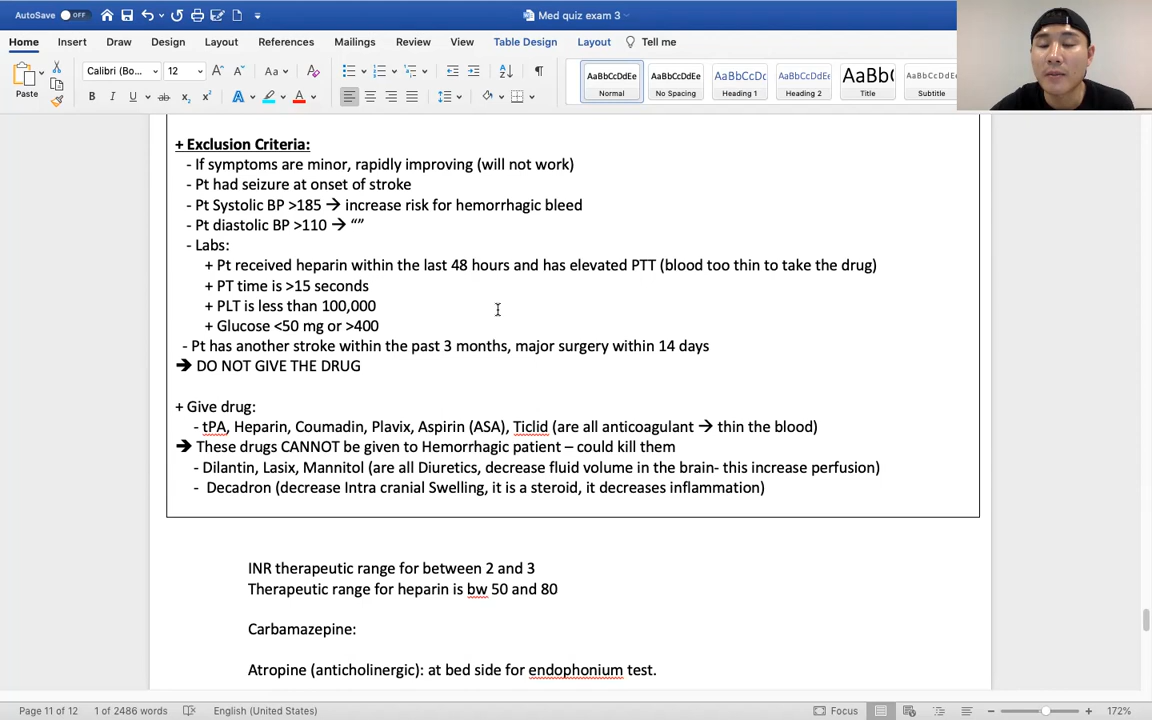 AutoSave OFF
Med quiz exam 3
Home Insert Draw Design Layout References Mailings Review View Table Design Layout Tell me
Paste
Calibri (Bo... 12
Aa
B I U ab x₂ x²
A A
AaBbCcDdEe AaBbCcDdEe AaBbCcDc AaBbCcDdEe AaBb( AaBbCcDdEe
Normal No Spacing Heading 1 Heading 2 Title Subtitle
+ Exclusion Criteria:
- If symptoms are minor, rapidly improving (will not work)
- Pt had seizure at onset of stroke
- Pt Systolic BP >185 → increase risk for hemorrhagic bleed
- Pt diastolic BP >110 → “”
- Labs:
+ Pt received heparin within the last 48 hours and has elevated PTT (blood too thin to take the drug)
+ PT time is >15 seconds
+ PLT is less than 100,000
+ Glucose <50 mg or >400
- Pt has another stroke within the past 3 months, major surgery within 14 days
➔ DO NOT GIVE THE DRUG
+ Give drug:
- tPA, Heparin, Coumadin, Plavix, Aspirin (ASA), Ticlid (are all anticoagulant → thin the blood)
➔ These drugs CANNOT be given to Hemorrhagic patient – could kill them
- Dilantin, Lasix, Mannitol (are all Diuretics, decrease fluid volume in the brain- this increase perfusion)
- Decadron (decrease Intra cranial Swelling, it is a steroid, it decreases inflammation)
INR therapeutic range for between 2 and 3
Therapeutic range for heparin is bw 50 and 80
Carbamazepine:
Atropine (anticholinergic): at bed side for endophonium test.
Page 11 of 12 1 of 2486 words English (United States) Focus 172%